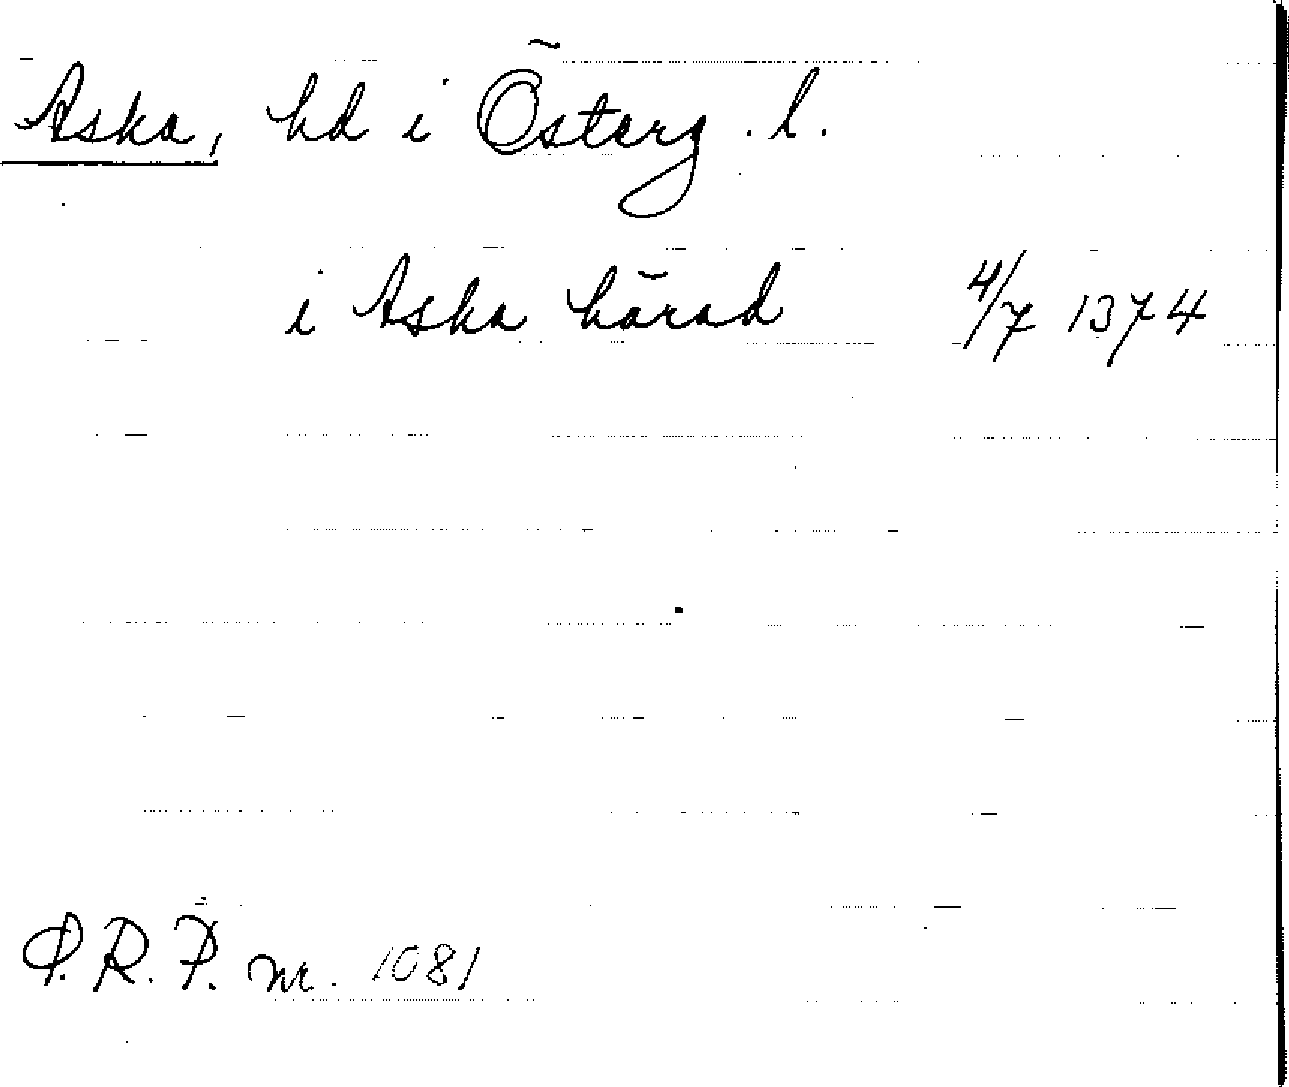 Aska, hd i Österg. l.
i Aska härad 4/7 1374
P. R. P. nr. 1081